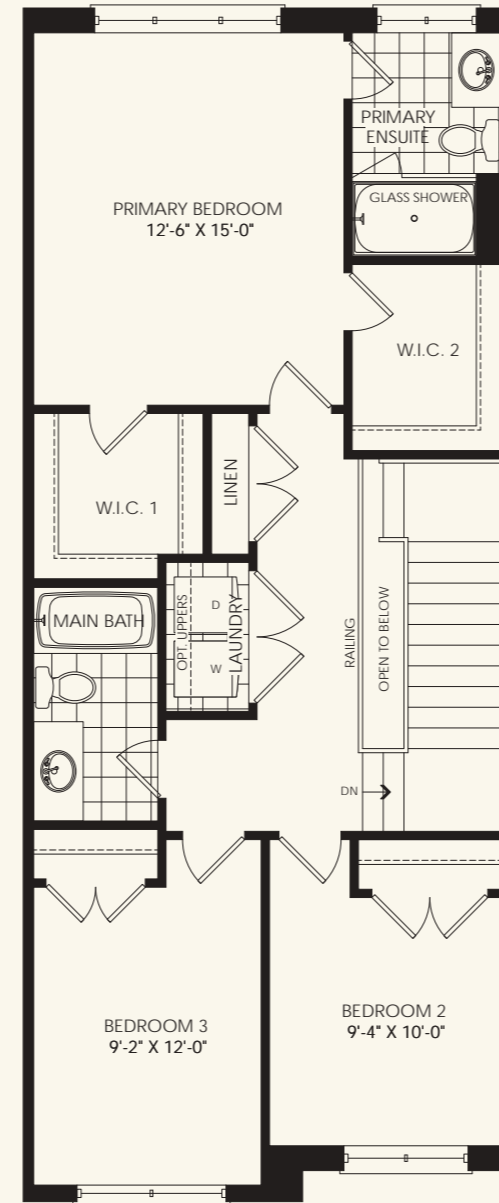 PRIMARY
ENSUITE
GLASS SHOWER
PRIMARY BEDROOM
12'-6" X 15'-0"
W.I.C. 2
LINEN
W.I.C. 1
MAIN BATH
OPT. UPPERS
D
W
LAUNDRY
RAILING
OPEN TO BELOW
DN
BEDROOM 3
9'-2" X 12'-0"
BEDROOM 2
9'-4" X 10'-0"